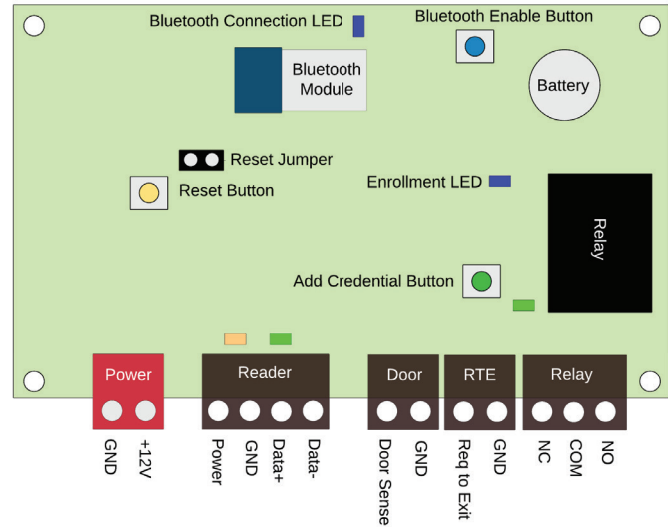 Bluetooth Connection LED
Bluetooth Enable Button
Bluetooth
Module
Battery
Reset Jumper
Reset Button
Enrollment LED
Relay
Add Credential Button
Power
Reader
Door
RTE
Relay
GND
+12V
Power
GND
Data+
Data-
Door Sense
GND
Req to Exit
GND
NC
COM
NO